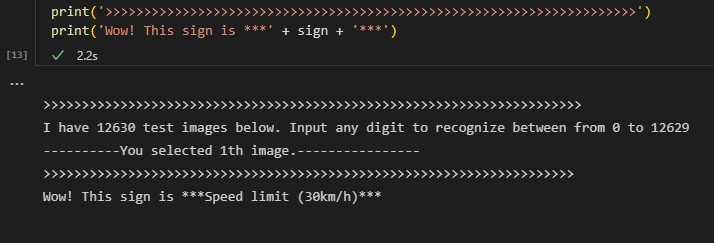 print('>>>>>>>>>>>>>>>>>>>>>>>>>>>>>>>>>>>>>>>>>>>>>>>>>>>>>>>>>>>>>>>>>>>>>>')
print('Wow! This sign is ***' + sign + '***')
[13] ✓ 2.2s
...
>>>>>>>>>>>>>>>>>>>>>>>>>>>>>>>>>>>>>>>>>>>>>>>>>>>>>>>>>>>>>>>>>>>>>>
I have 12630 test images below. Input any digit to recognize between from 0 to 12629
----------You selected 1th image.----------------
>>>>>>>>>>>>>>>>>>>>>>>>>>>>>>>>>>>>>>>>>>>>>>>>>>>>>>>>>>>>>>>>>>>>>
Wow! This sign is ***Speed limit (30km/h)***